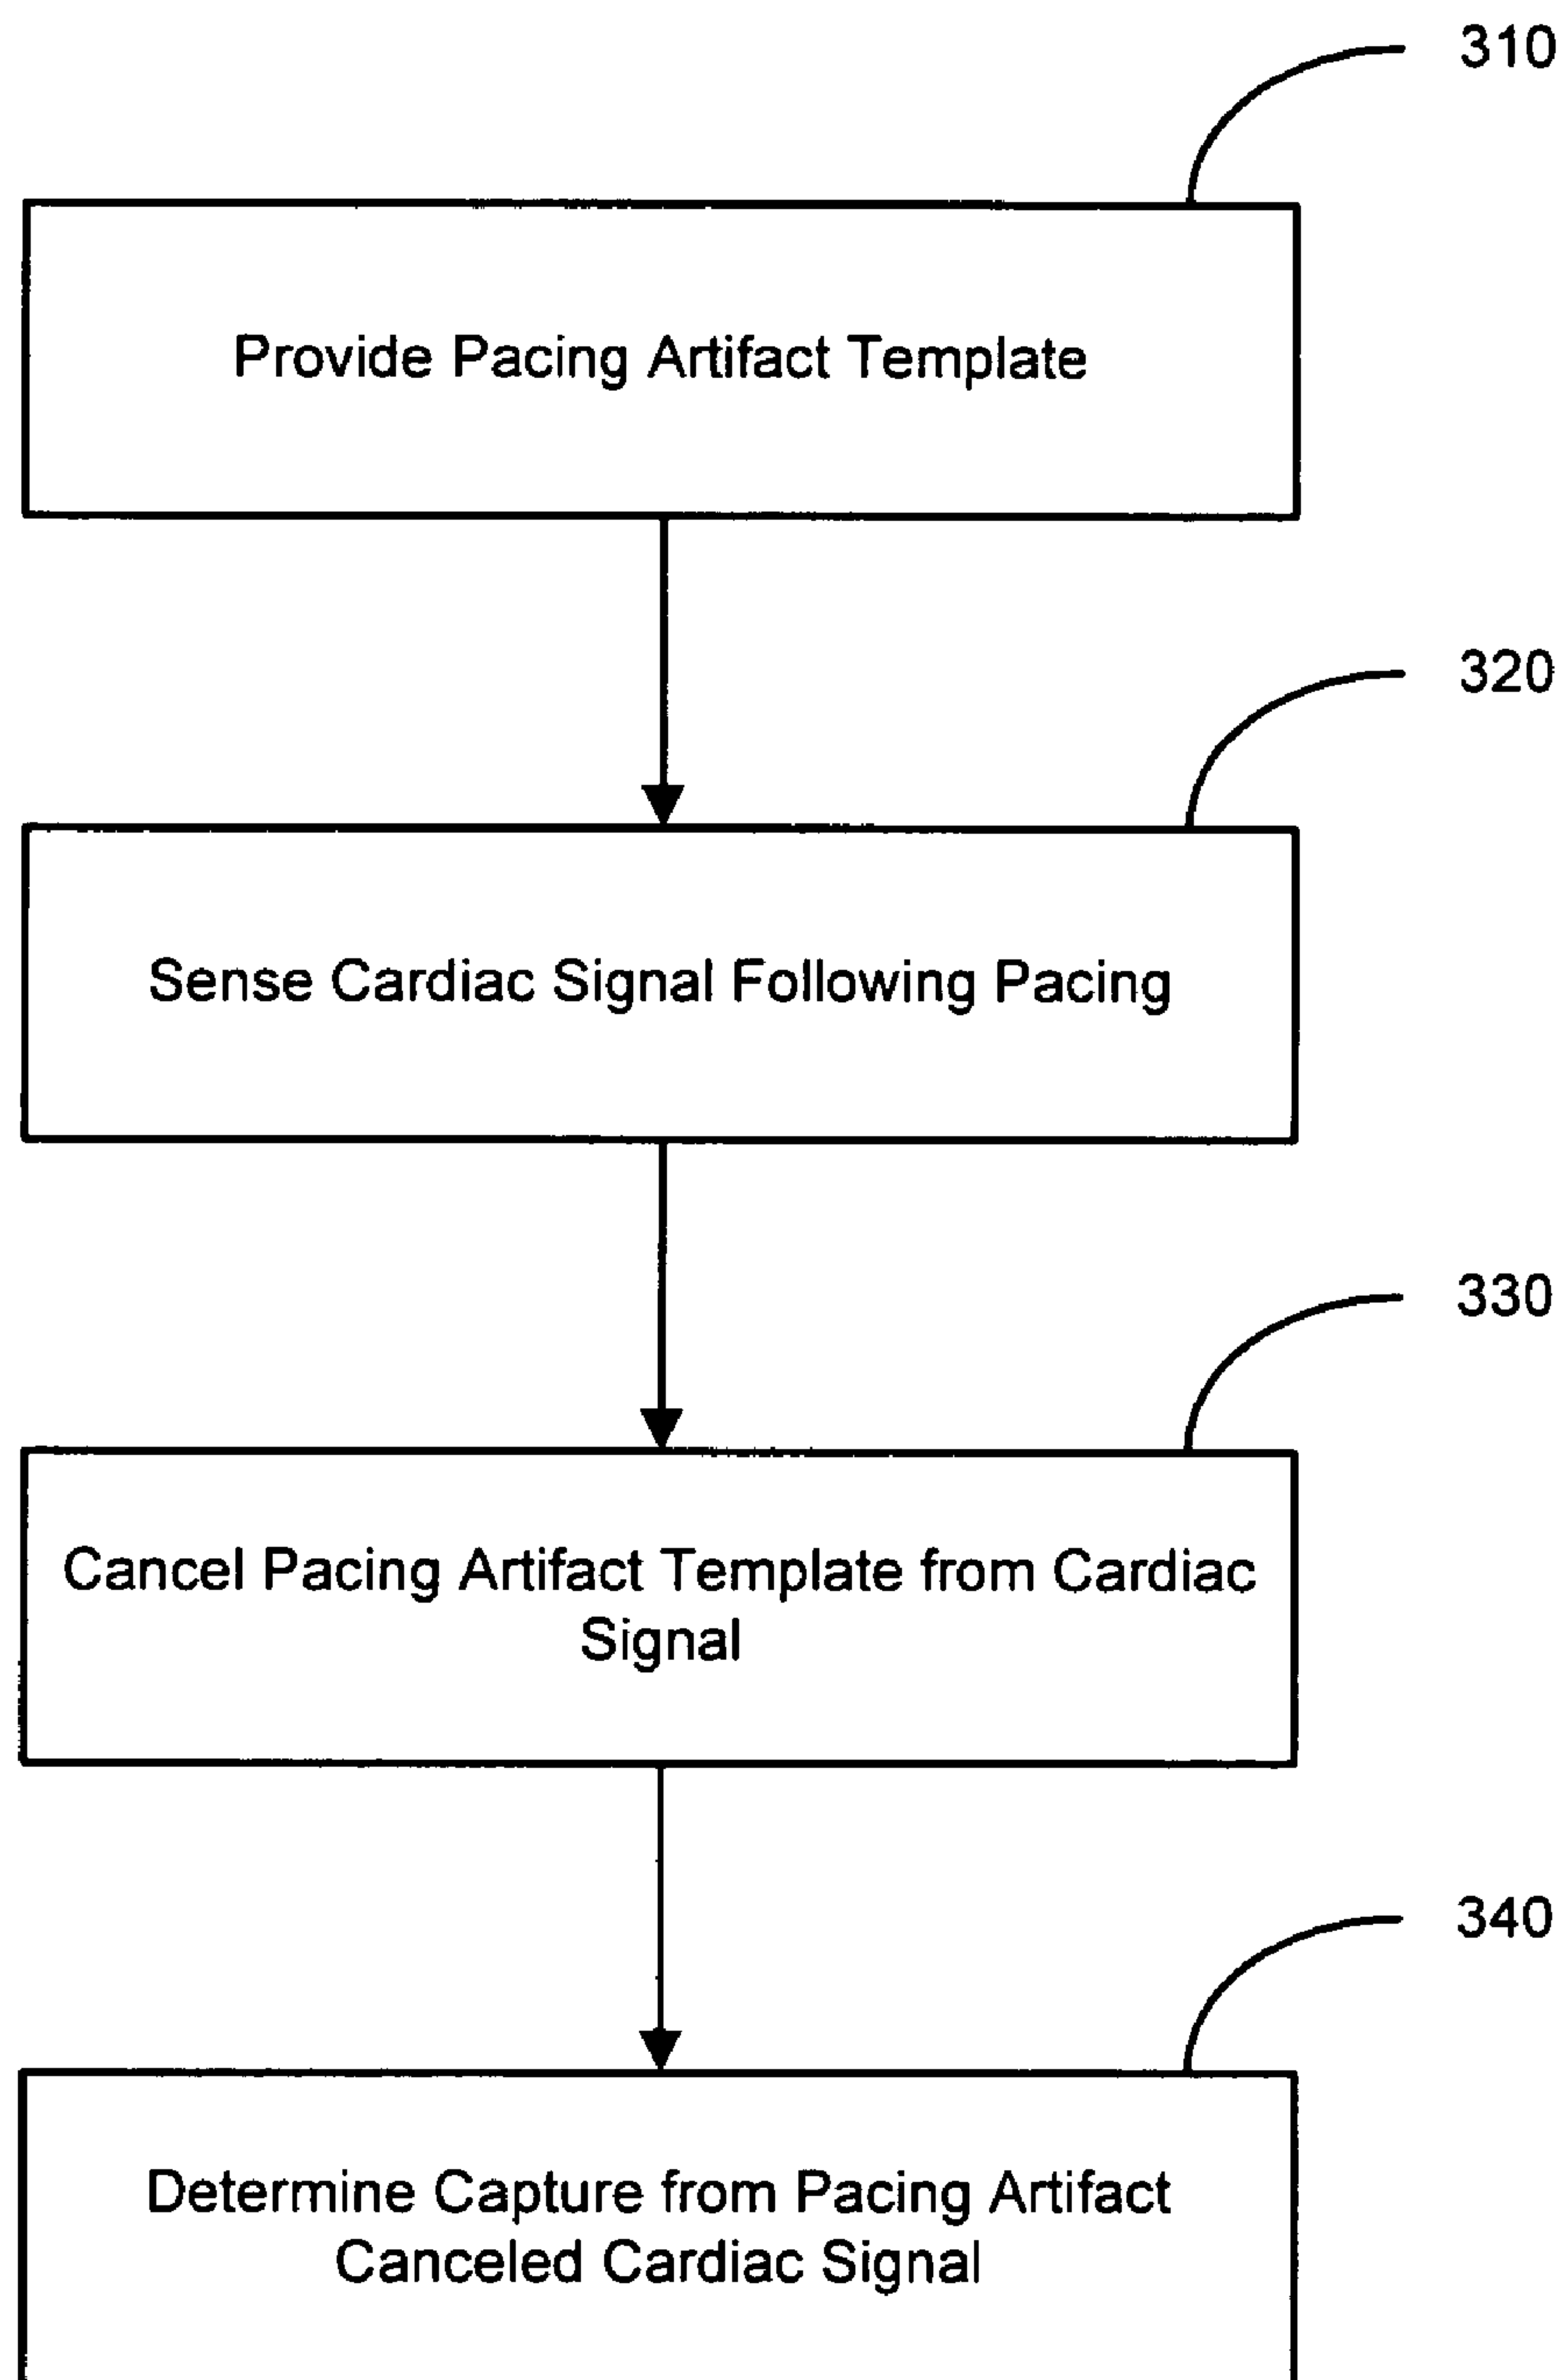 310
Provide Pacing Artifact Template
320
Sense Cardiac Signal Following Pacing
330
Cancel Pacing Artifact Template from Cardiac
Signal
340
Determine Capture from Pacing Artifact
Canceled Cardiac Signal